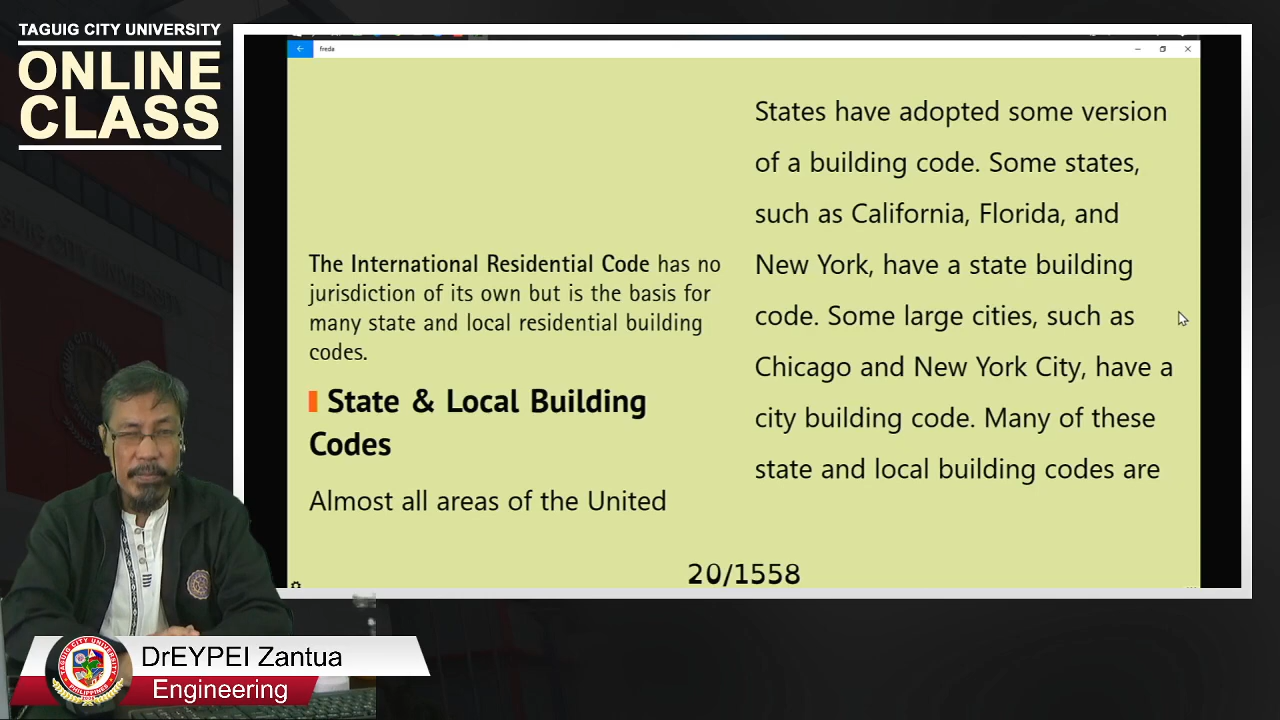 TAGUIG CITY UNIVERSITY
ONLINE
CLASS
Freda
The International Residential Code has no
jurisdiction of its own but is the basis for
many state and local residential building
codes.
State & Local Building
Codes
Almost all areas of the United
States have adopted some version
of a building code. Some states,
such as California, Florida, and
New York, have a state building
code. Some large cities, such as
Chicago and New York City, have a
city building code. Many of these
state and local building codes are
20/1558
DrEYPEI Zantua
Engineering